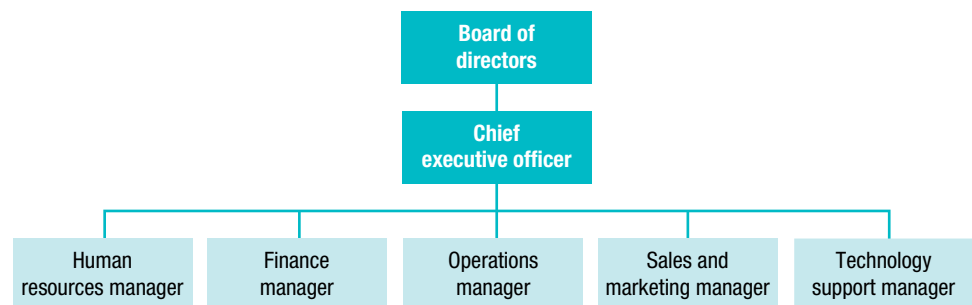 Board of
directors
Chief
executive officer
Human
resources manager
Finance
manager
Operations
manager
Sales and
marketing manager
Technology
support manager